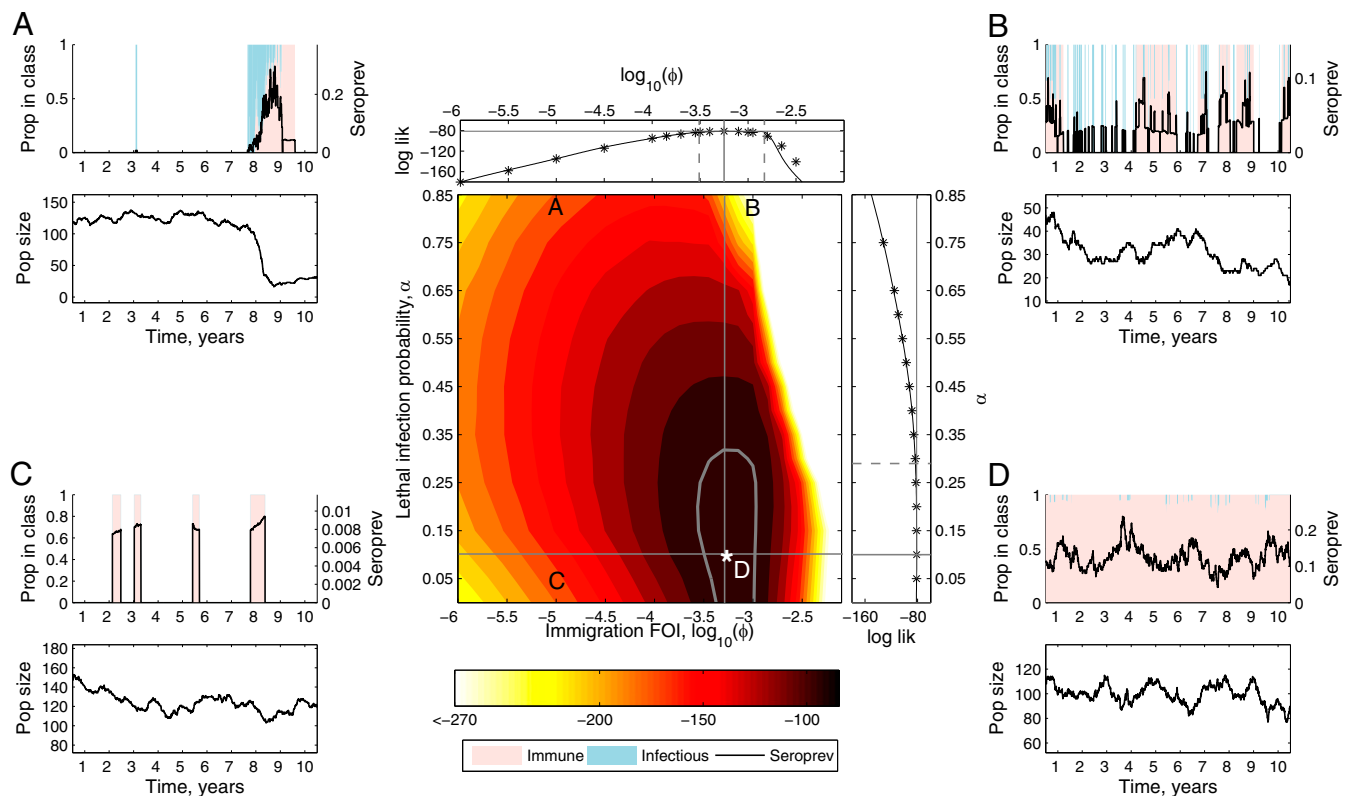 A
Prop in class
1
0.5
0
0.2
0
Seroprev
1 2 3 4 5 6 7 8 9 10
Pop size
150
100
50
0
1 2 3 4 5 6 7 8 9 10
Time, years
log10(ϕ)
−6 −5.5 −5 −4.5 −4 −3.5 −3 −2.5
log lik
−80
−120
−160
B
Prop in class
1
0.5
0
0.1
0
Seroprev
1 2 3 4 5 6 7 8 9 10
Pop size
50
40
30
20
10
1 2 3 4 5 6 7 8 9 10
Time, years
Lethal infection probability, α
0.85
0.75
0.65
0.55
0.45
0.35
0.25
0.15
0.05
A
B
C
D
*
−6 −5.5 −5 −4.5 −4 −3.5 −3 −2.5
Immigration FOI, log10(ϕ)
0.85
0.75
0.65
0.55
0.45
0.35
0.25
0.15
0.05
α
−160 −80
log lik
C
Prop in class
1
0.8
0.6
0.4
0.2
0
0.01
0.008
0.006
0.004
0.002
0
Seroprev
1 2 3 4 5 6 7 8 9 10
Pop size
180
160
140
120
100
80
1 2 3 4 5 6 7 8 9 10
Time, years
<−270 −200 −150 −100
Immune Infectious Seroprev
D
Prop in class
1
0.5
0
0.2
0.1
0
Seroprev
1 2 3 4 5 6 7 8 9 10
Pop size
120
100
80
60
1 2 3 4 5 6 7 8 9 10
Time, years